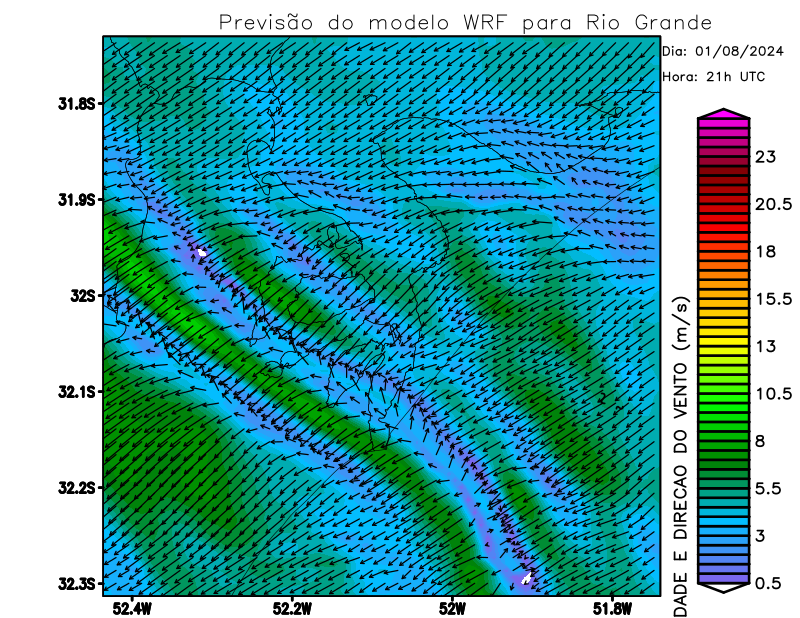 Previsão do modelo WRF para Rio Grande
Dia: 01/08/2024
Hora: 21h UTC
31.8S
31.9S
32S
32.1S
32.2S
32.3S
52.4W
52.2W
52W
51.8W
23
20.5
18
15.5
13
10.5
8
5.5
3
0.5
DADE E DIRECAO DO VENTO (m/s)